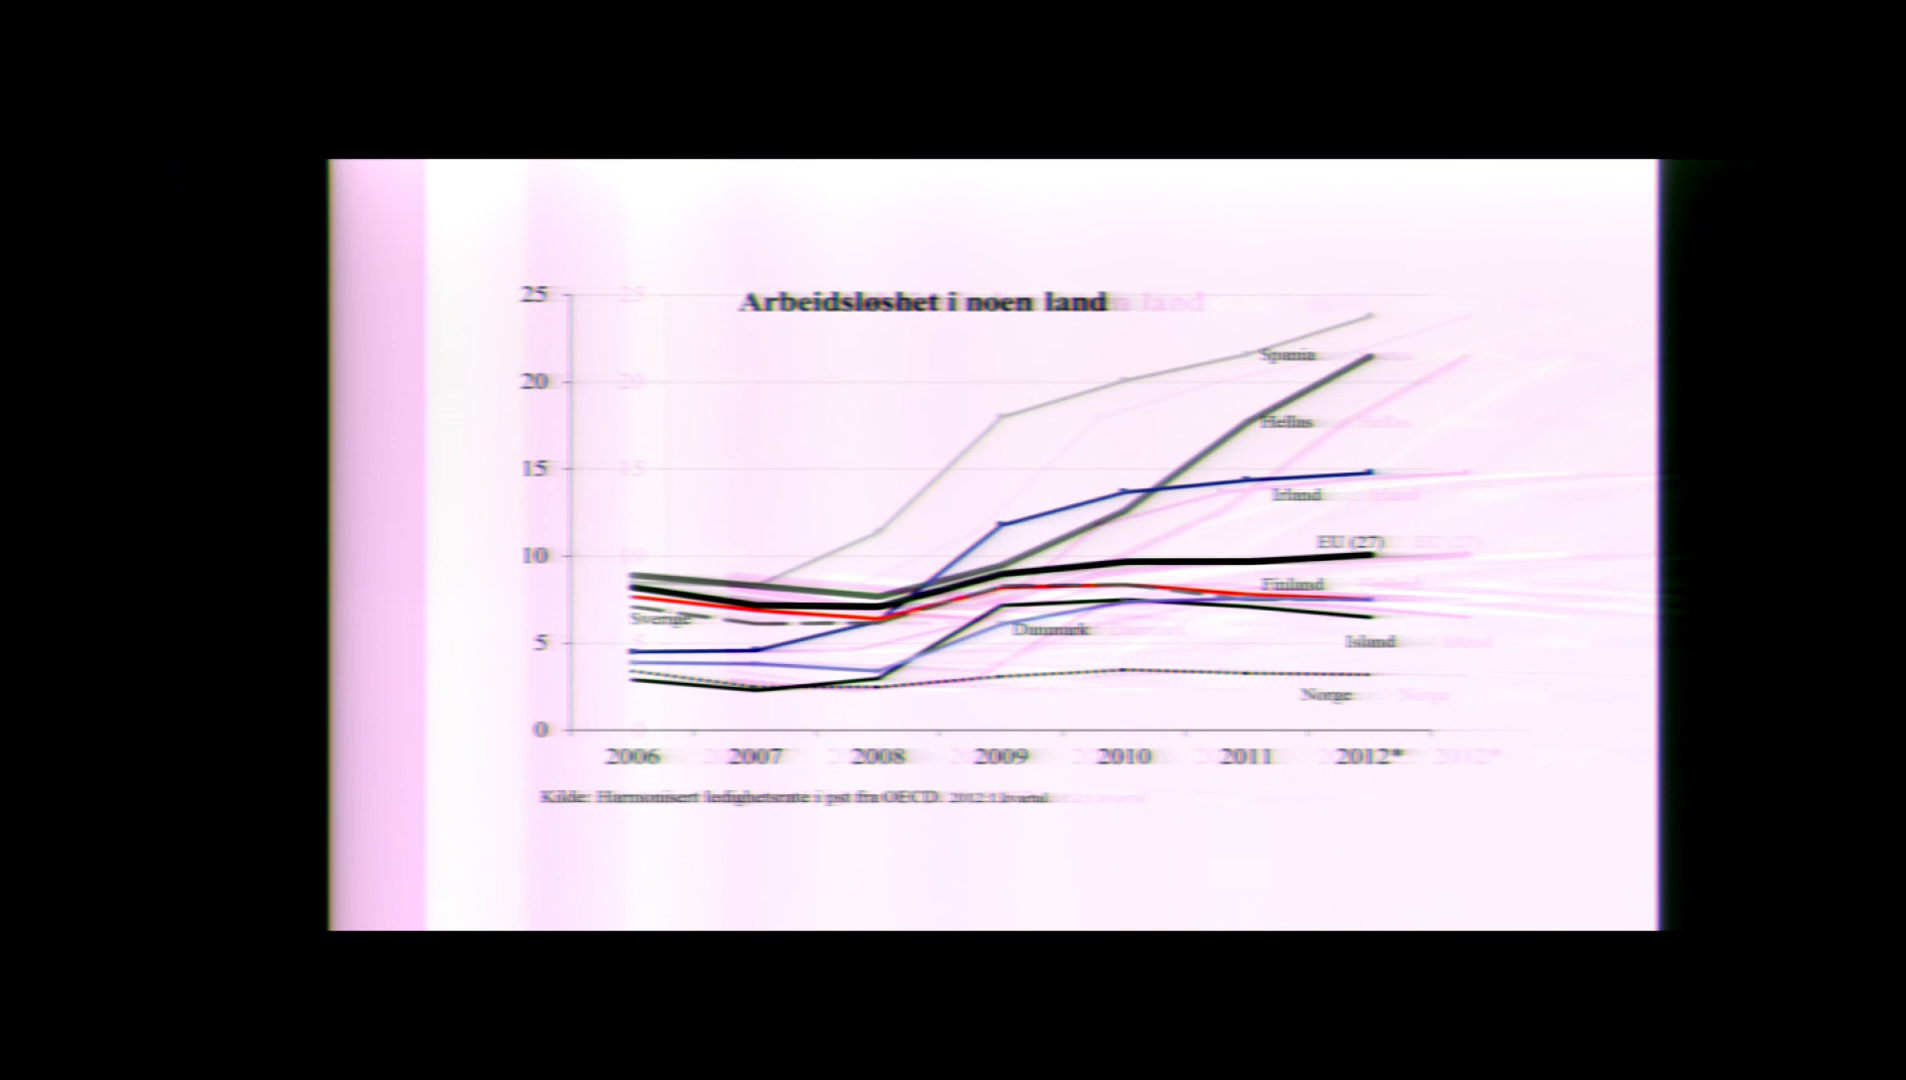 Arbeidsløshet i noen land
25
20
15
10
5
0
Spania
Hellas
Irland
EU (27)
Finland
Sverige
Danmark
Island
Norge
2006 2007 2008 2009 2010 2011 2012*
Kilde: Harmonisert ledighetsrate i pst fra OECD. 2012:1.kvartal